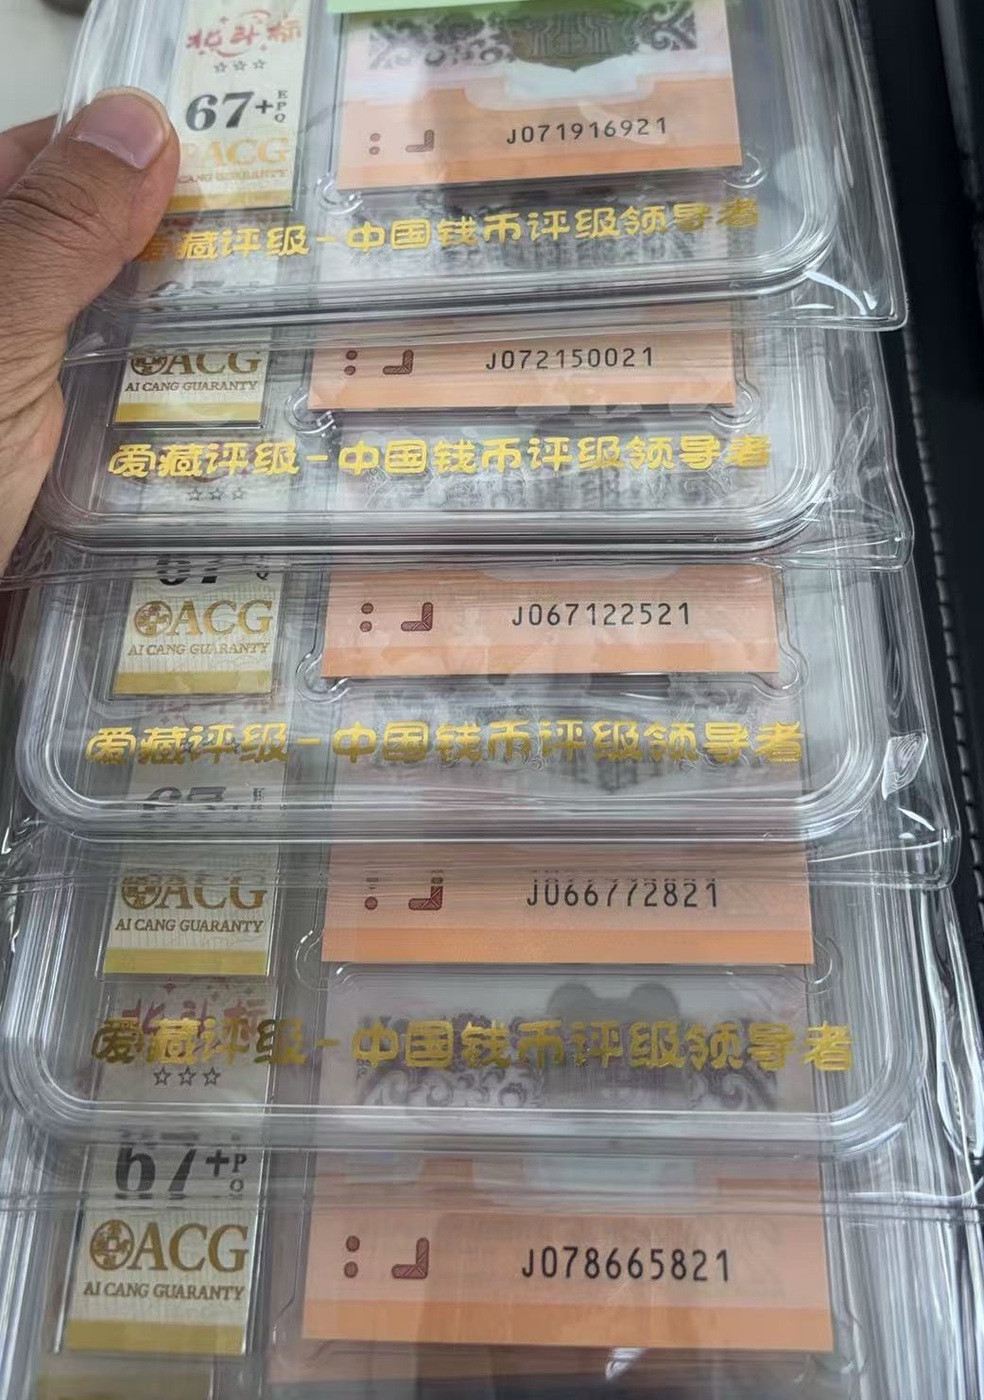 北斗标
☆☆☆
67+EPQ
ACG
CANG GUARANTY
J071916921
爱藏评级-中国钱币评级领导者
ACG
AI CANG GUARANTY
J072150021
爱藏评级-中国钱币评级领导者
☆☆☆
67
ACG
AI CANG GUARANTY
J067122521
爱藏评级-中国钱币评级领导者
67
ACG
AI CANG GUARANTY
J066772821
北斗标
爱藏评级-中国钱币评级领导者
☆☆☆
67+PQ
ACG
AI CANG GUARANTY
J078665821